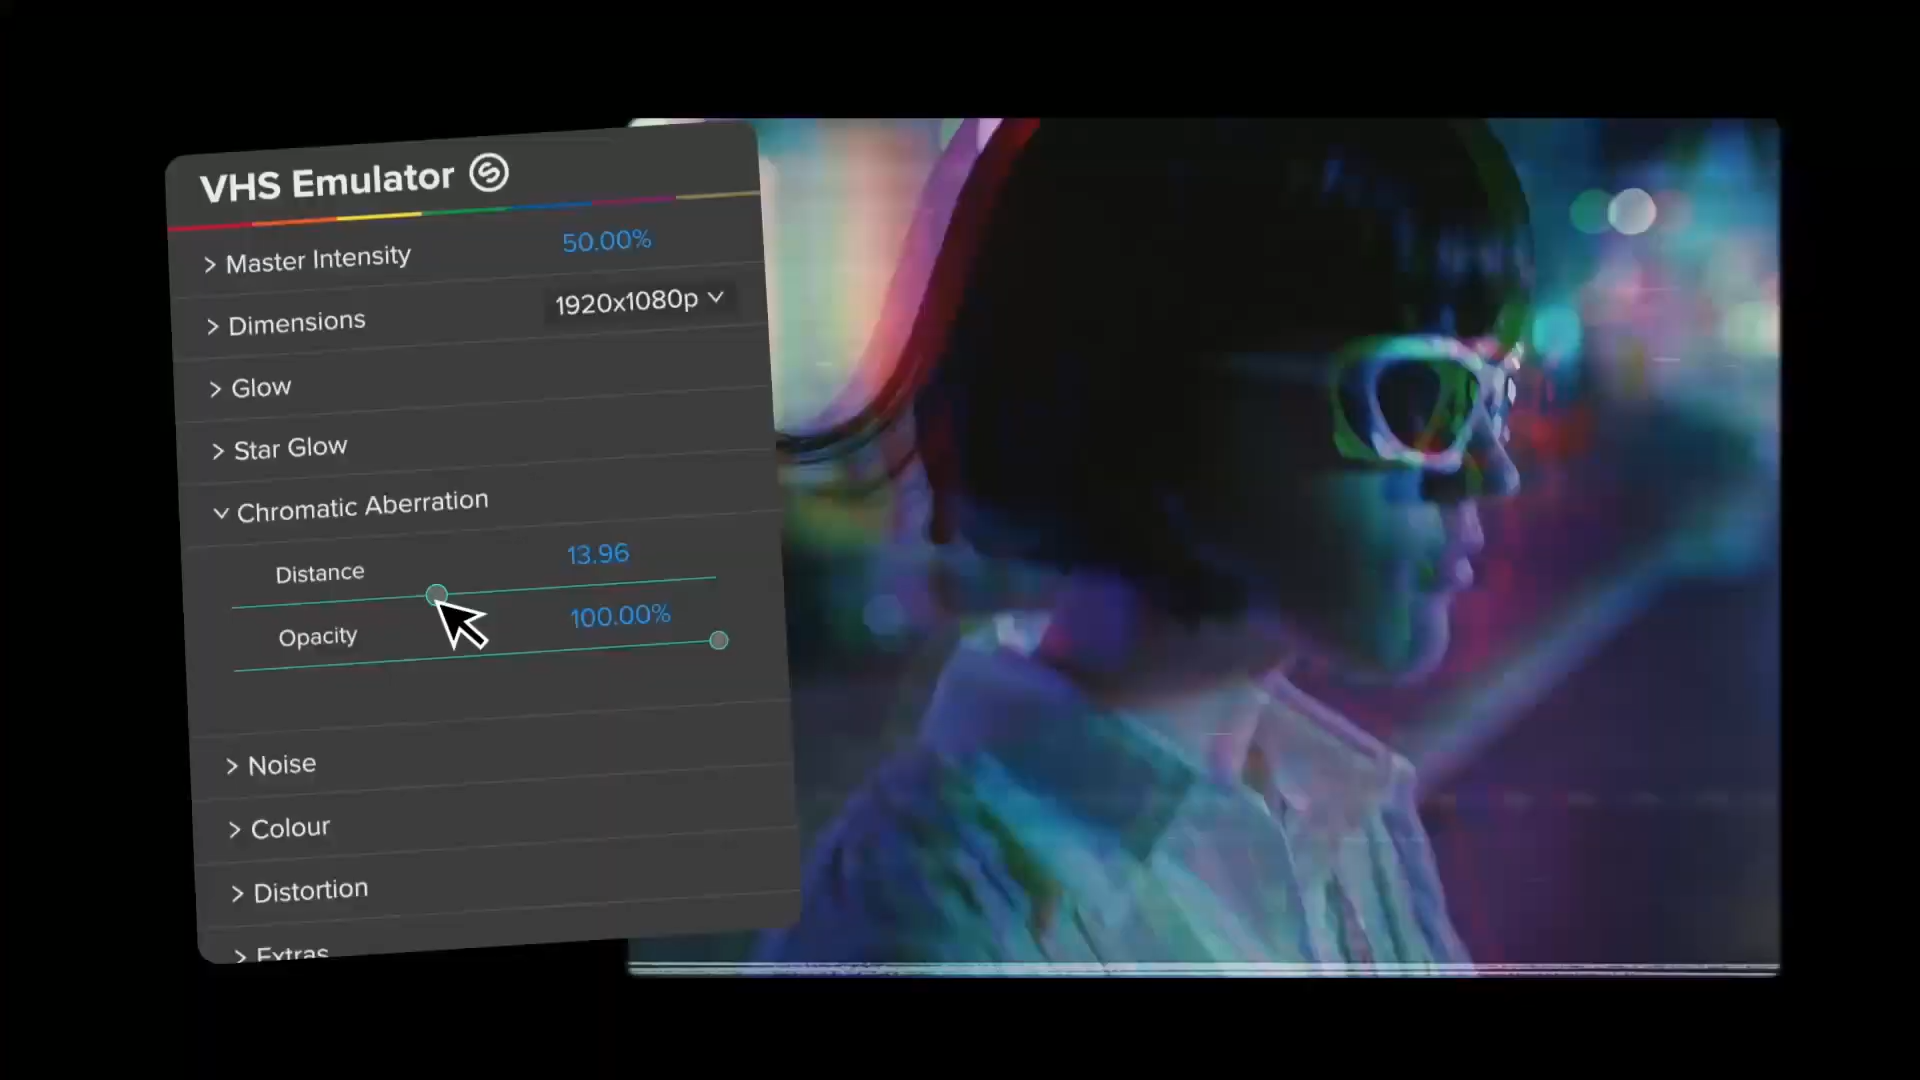 VHS Emulator
Master Intensity 50.00%
Dimensions 1920x1080p
Glow
Star Glow
Chromatic Aberration
Distance 13.96
Opacity 100.00%
Noise
Colour
Distortion
Extras